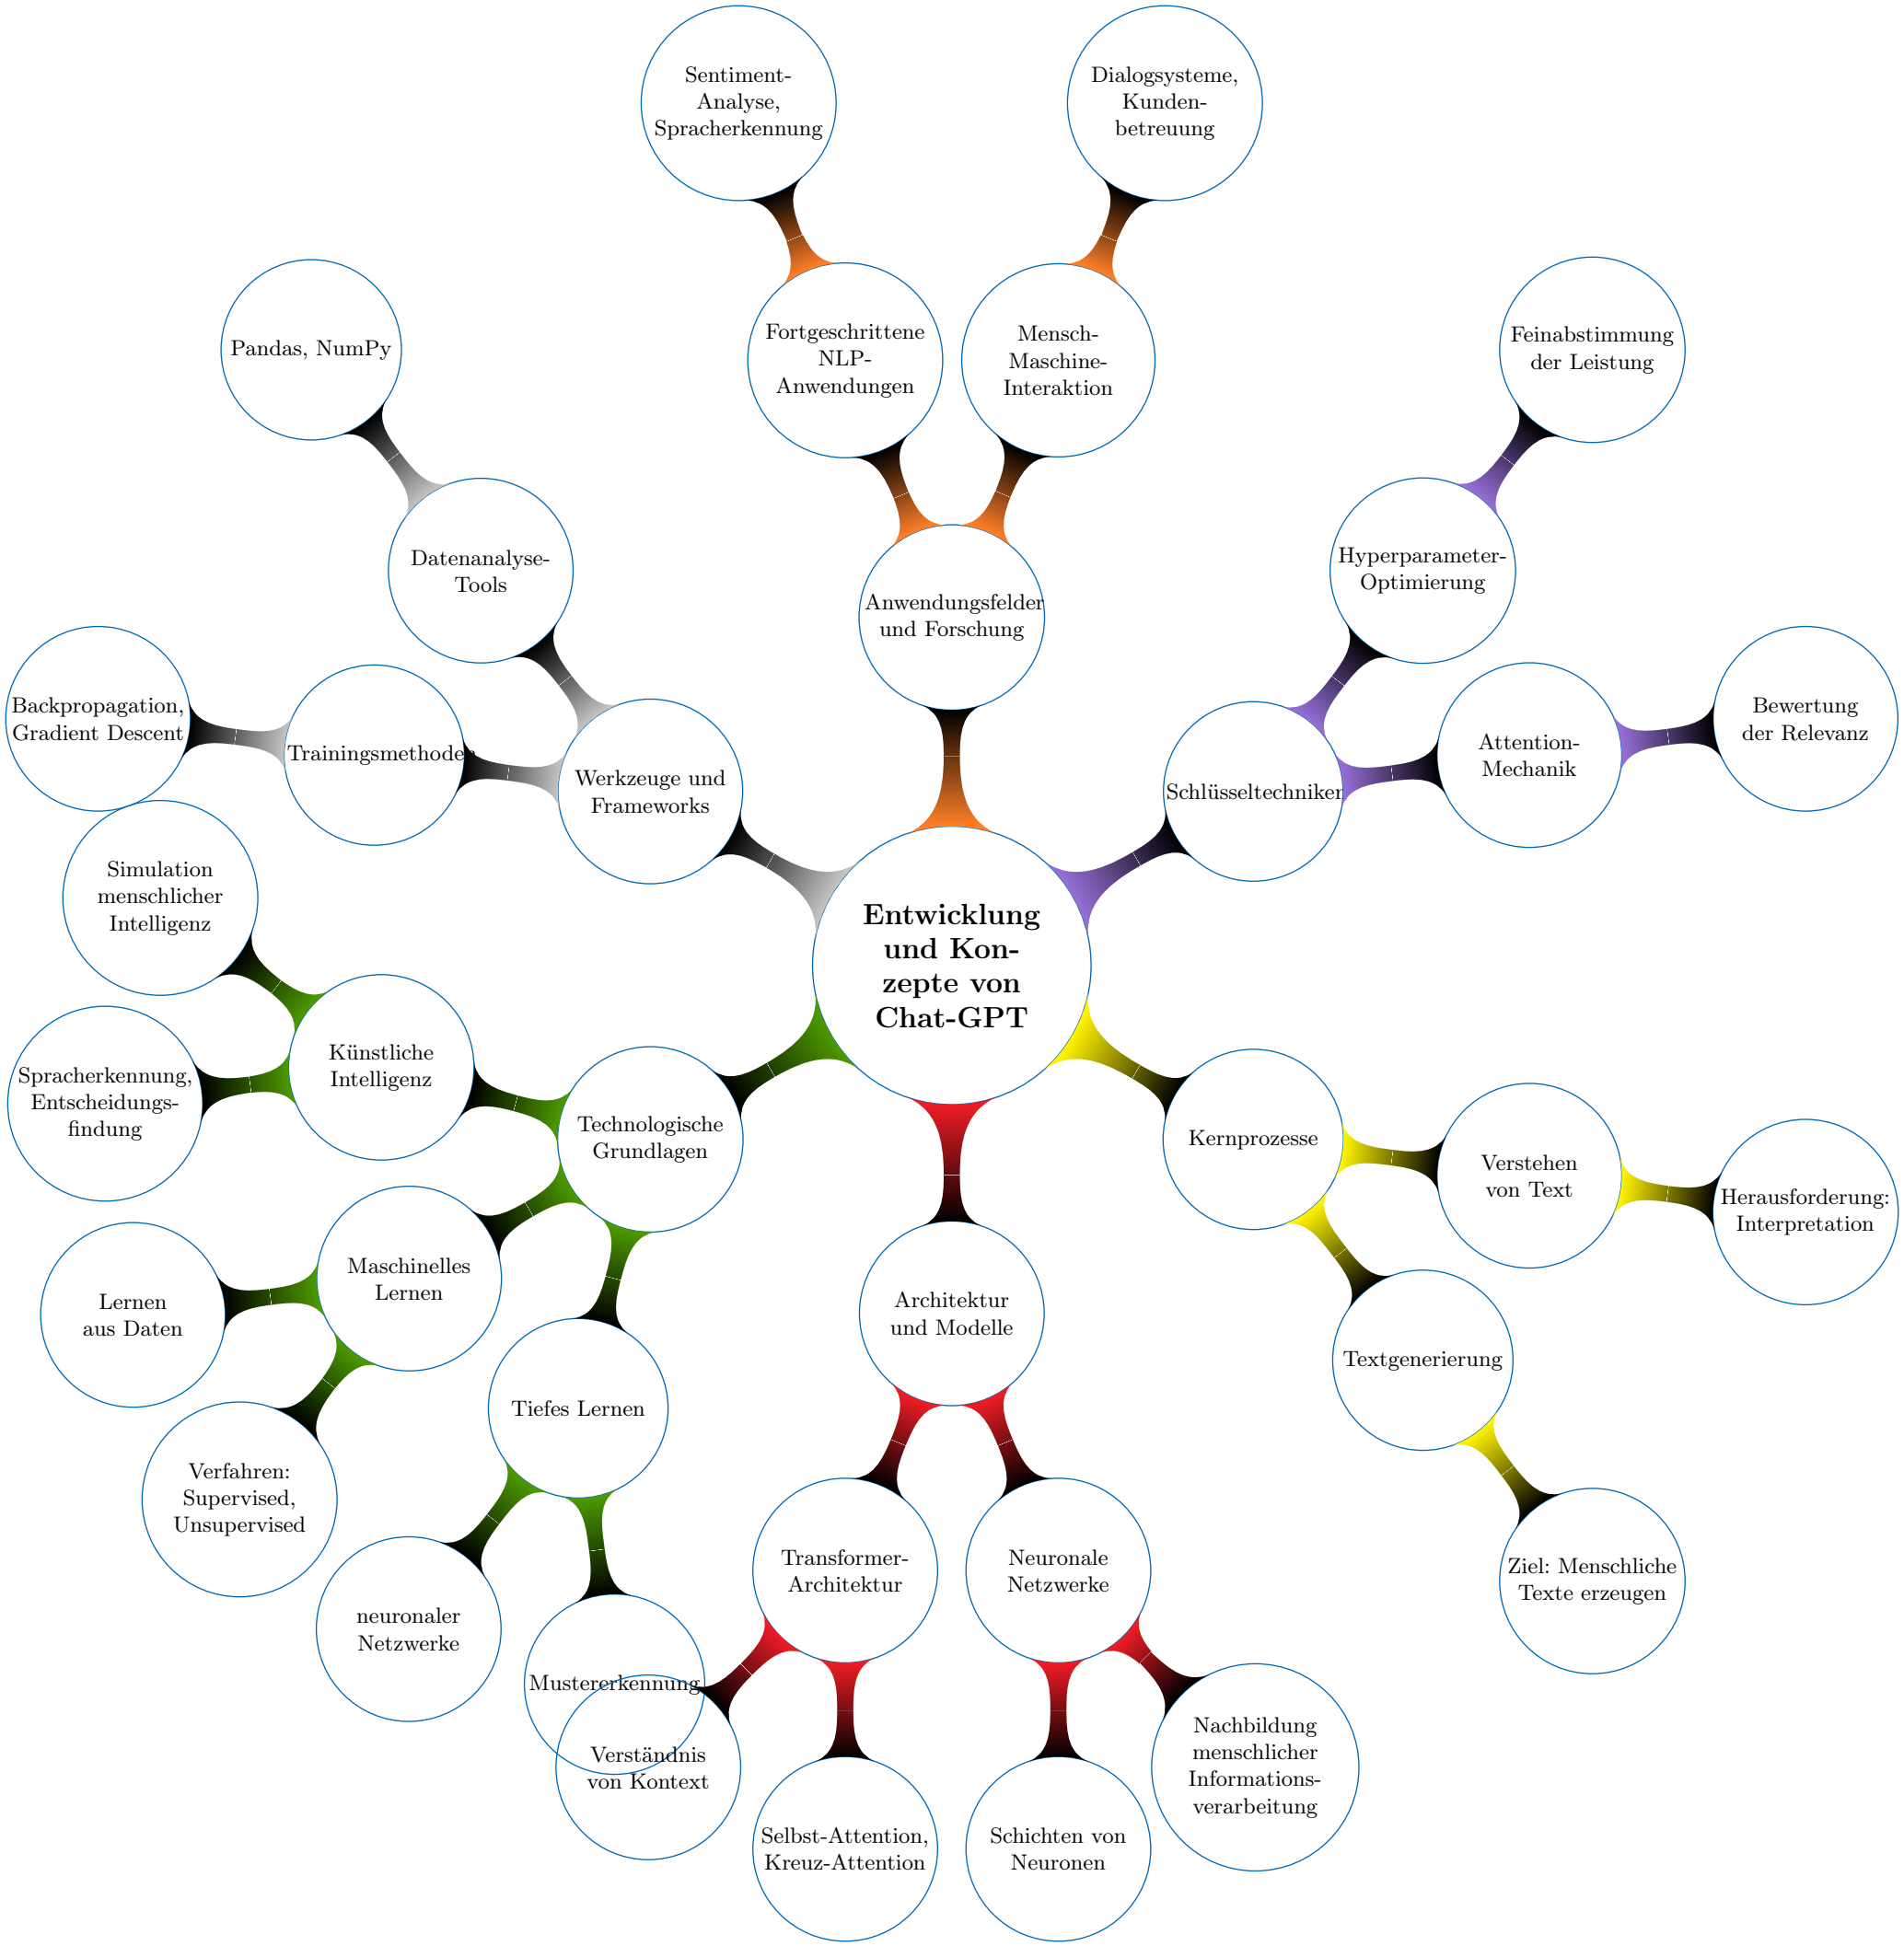 Sentiment-
Analyse,
Spracherkennung
Dialogsysteme,
Kunden-
betreuung
Fortgeschrittene
NLP-
Anwendungen
Mensch-
Maschine-
Interaktion
Pandas, NumPy
Feinabstimmung
der Leistung
Datenanalyse-
Tools
Hyperparameter-
Optimierung
Anwendungsfelder
und Forschung
Backpropagation,
Gradient Descent
Trainingsmethoden
Werkzeuge und
Frameworks
Schlüsseltechniken
Attention-
Mechanik
Bewertung
der Relevanz
Simulation
menschlicher
Intelligenz
Entwicklung
und Kon-
zepte von
Chat-GPT
Spracherkennung,
Entscheidungs-
findung
Künstliche
Intelligenz
Technologische
Grundlagen
Kernprozesse
Verstehen
von Text
Herausforderung:
Interpretation
Lernen
aus Daten
Maschinelles
Lernen
Architektur
und Modelle
Textgenerierung
Tiefes Lernen
Verfahren:
Supervised,
Unsupervised
neuronaler
Netzwerke
Transformer-
Architektur
Neuronale
Netzwerke
Ziel: Menschliche
Texte erzeugen
Mustererkennung
Verständnis
von Kontext
Selbst-Attention,
Kreuz-Attention
Schichten von
Neuronen
Nachbildung
menschlicher
Informations-
verarbeitung